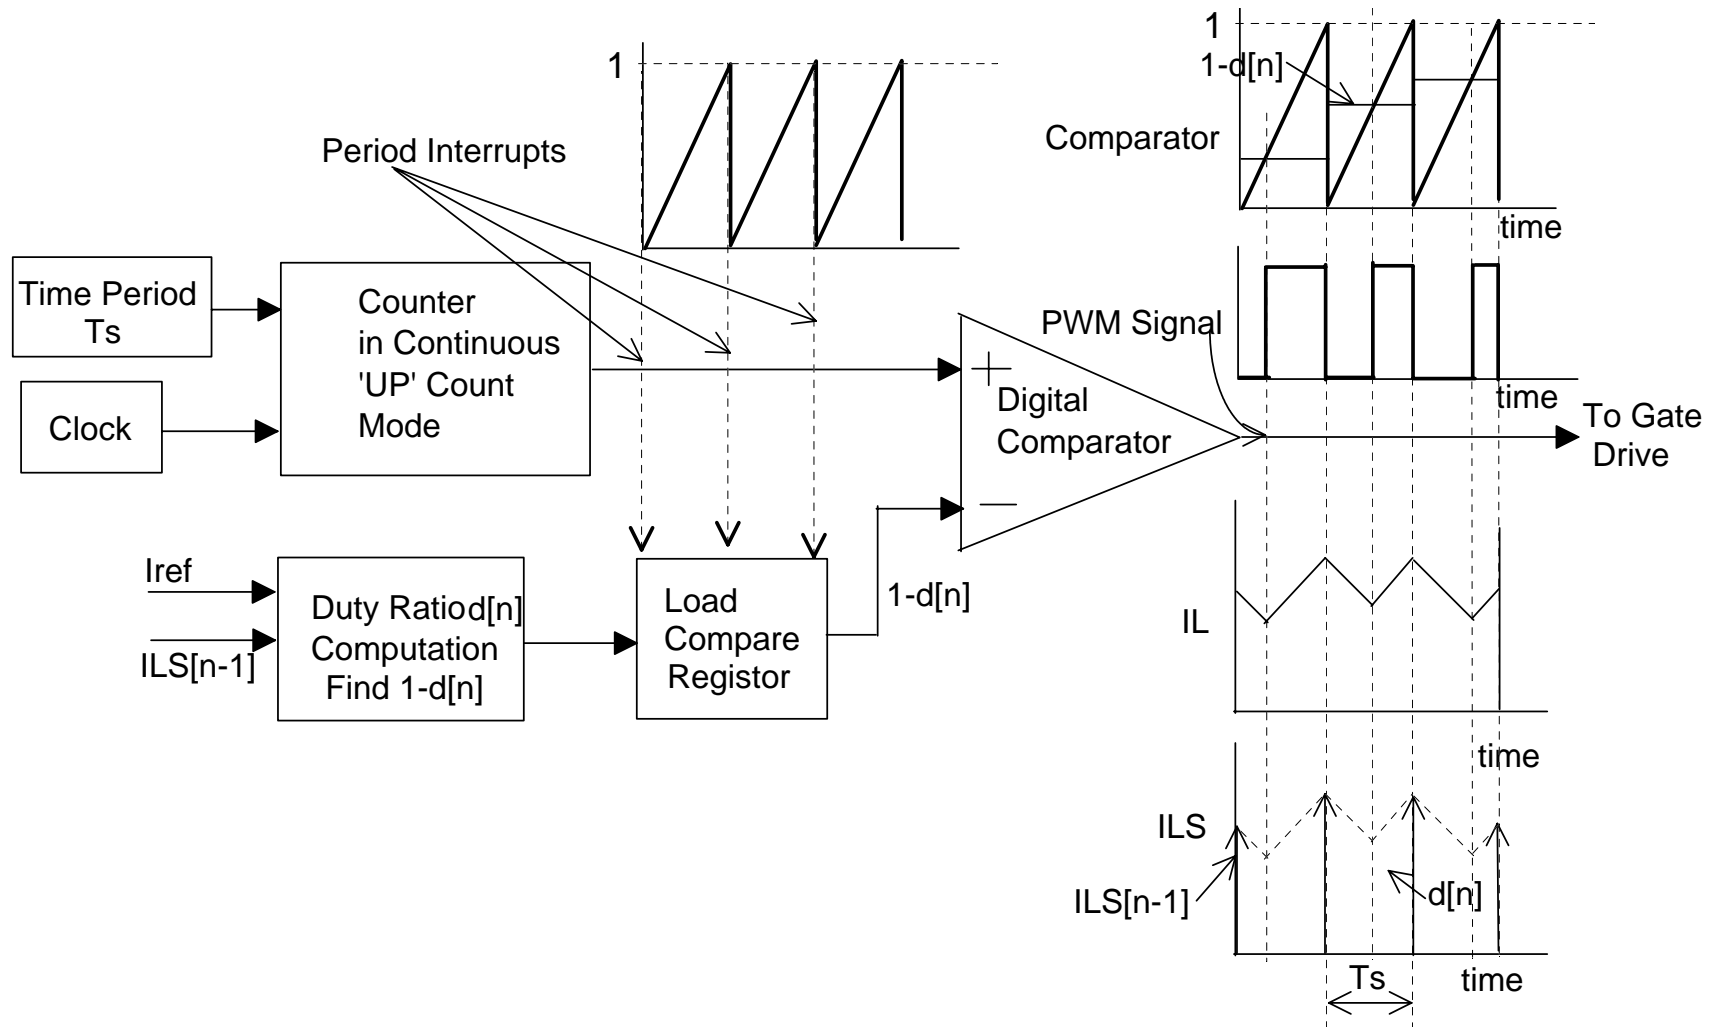 1
Period Interrupts
Time Period
Ts
Clock
Counter
in Continuous
'UP' Count
Mode
Iref
ILS[n-1]
Duty Ratio d[n]
Computation
Find 1-d[n]
Load
Compare
Registor
1-d[n]
+
Digital
Comparator
−
PWM Signal
To Gate
Drive
1
1-d[n]
Comparator
time
time
IL
time
ILS
ILS[n-1]
d[n]
Ts
time